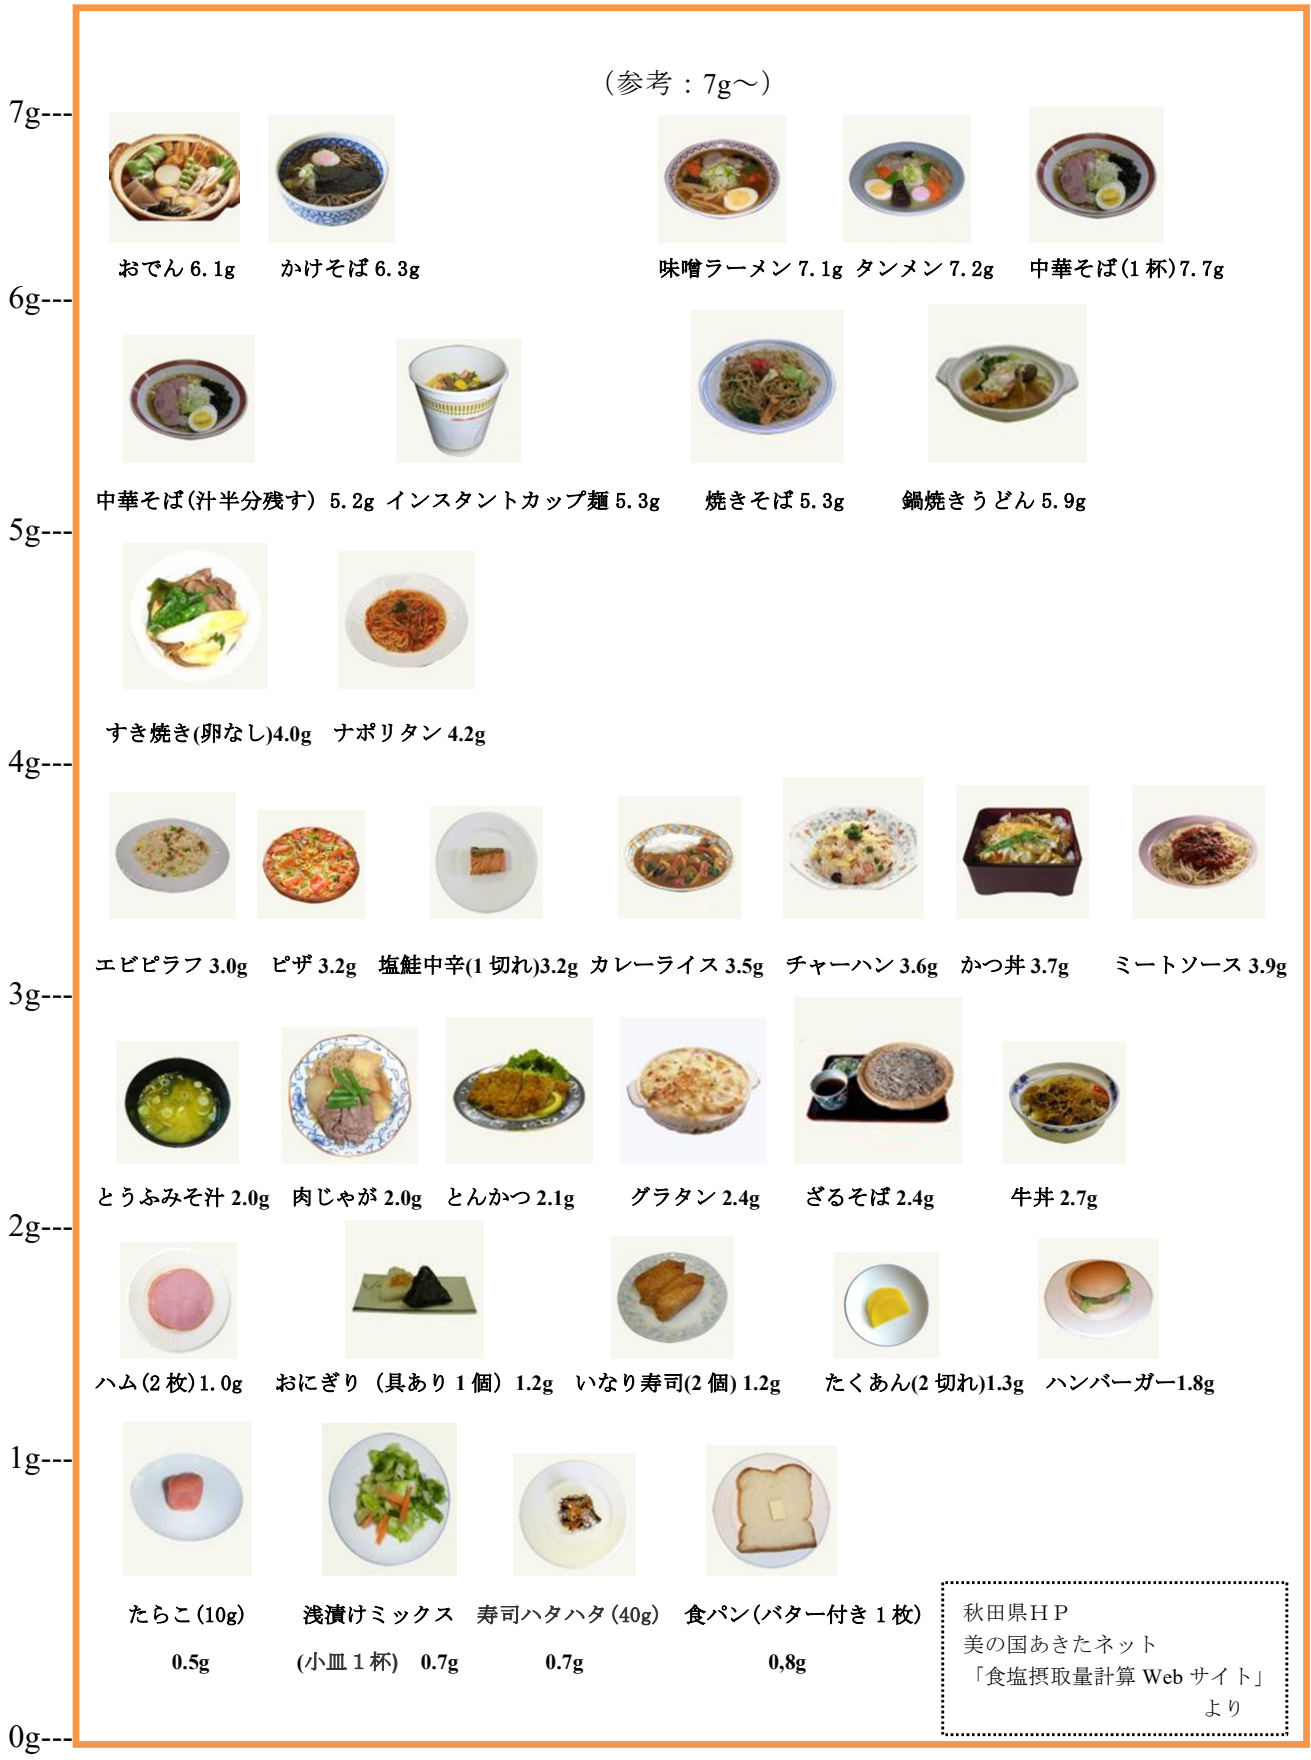 (参考：7g～)
7g---
おでん 6.1g かけそば 6.3g 味噌ラーメン 7.1g タンメン 7.2g 中華そば(1 杯)7.7g
6g---
中華そば(汁半分残す) 5.2g インスタントカップ麺 5.3g 焼きそば 5.3g 鍋焼きうどん 5.9g
5g---
すき焼き(卵なし)4.0g ナポリタン 4.2g
4g---
エビピラフ 3.0g ピザ 3.2g 塩鮭中辛(1 切れ)3.2g カレーライス 3.5g チャーハン 3.6g かつ丼 3.7g ミートソース 3.9g
3g---
とうふみそ汁 2.0g 肉じゃが 2.0g とんかつ 2.1g グラタン 2.4g ざるそば 2.4g 牛丼 2.7g
2g---
ハム(2 枚)1.0g おにぎり（具あり 1 個）1.2g いなり寿司(2 個) 1.2g たくあん(2 切れ)1.3g ハンバーガー1.8g
1g---
たらこ(10g) 浅漬けミックス 寿司ハタハタ(40g) 食パン(バター付き 1 枚)
0.5g (小皿 1 杯) 0.7g 0.7g 0,8g
秋田県ＨＰ
美の国あきたネット
「食塩摂取量計算 Web サイト」
より
0g---